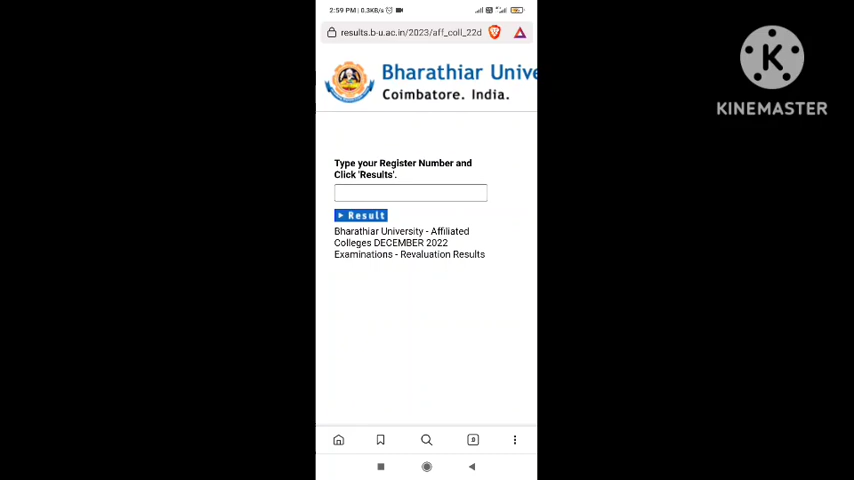 2:59 PM | 0.3KB/s
results.b-u.ac.in/2023/aff_coll_22d
Bharathiar Unive
Coimbatore. India.
Type your Register Number and
Click 'Results'.
Result
Bharathiar University - Affiliated
Colleges DECEMBER 2022
Examinations - Revaluation Results
K
KINEMASTER